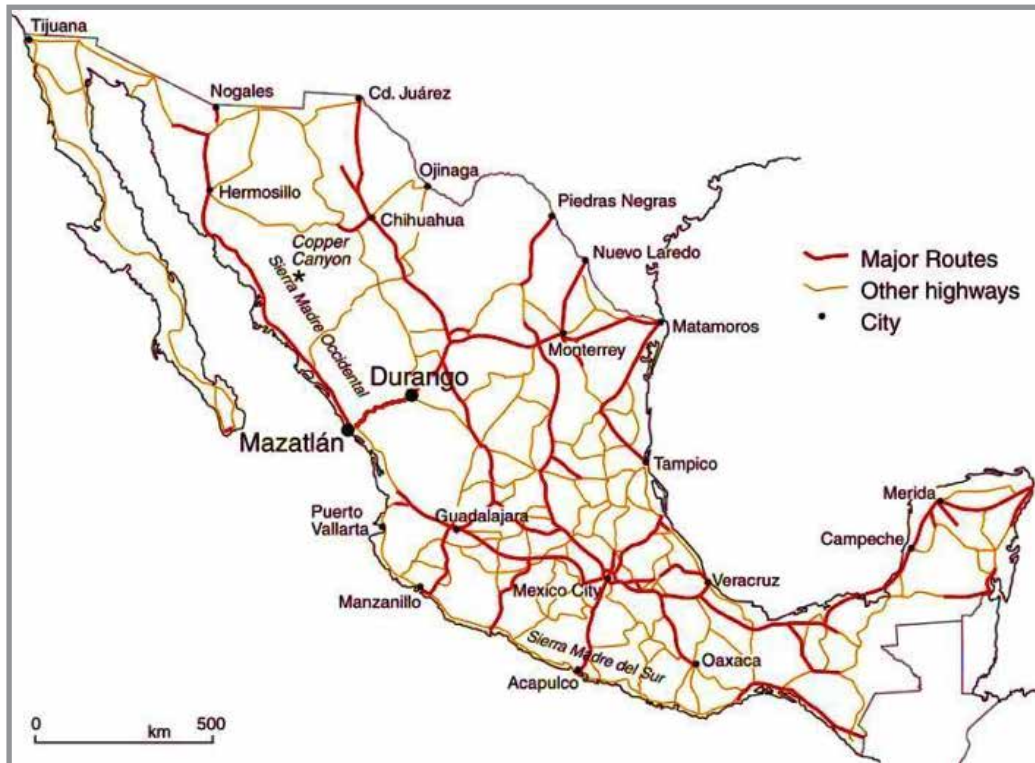 Tijuana
Nogales
Cd. Juárez
Ojinaga
Hermosillo
Piedras Negras
Chihuahua
Copper
Canyon
*
Nuevo Laredo
Sierra Madre Occidental
Major Routes
Other highways
City
Matamoros
Monterrey
Durango
Mazatlán
Tampico
Merida
Puerto
Vallarta
Guadalajara
Campeche
Mexico City
Veracruz
Manzanillo
Sierra Madre del Sur
Oaxaca
Acapulco
0 500
km